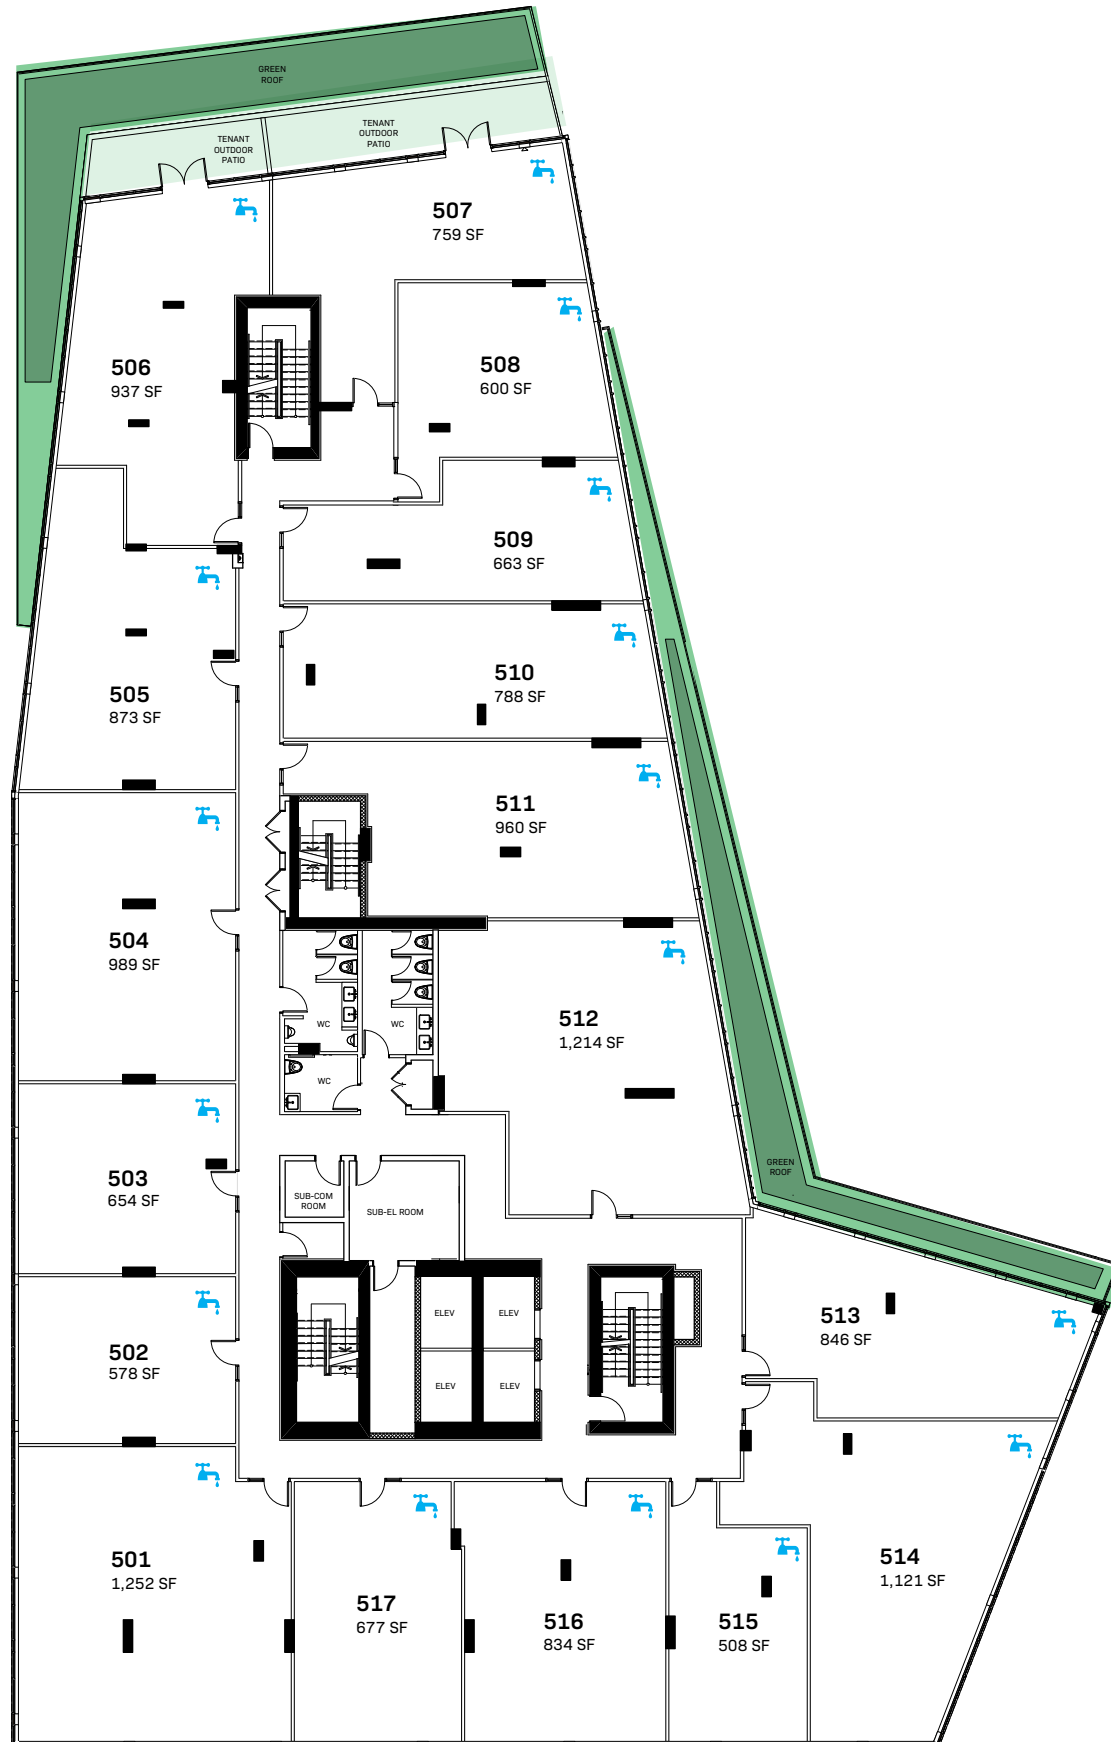 GREEN
ROOF
TENANT
OUTDOOR
PATIO
TENANT
OUTDOOR
PATIO
507
759 SF
506
937 SF
508
600 SF
509
663 SF
510
788 SF
505
873 SF
511
960 SF
504
989 SF
512
1,214 SF
WC
WC
WC
503
654 SF
SUB-COM
ROOM
SUB-EL ROOM
GREEN
ROOF
ELEV
ELEV
ELEV
ELEV
513
846 SF
502
578 SF
501
1,252 SF
517
677 SF
516
834 SF
515
508 SF
514
1,121 SF